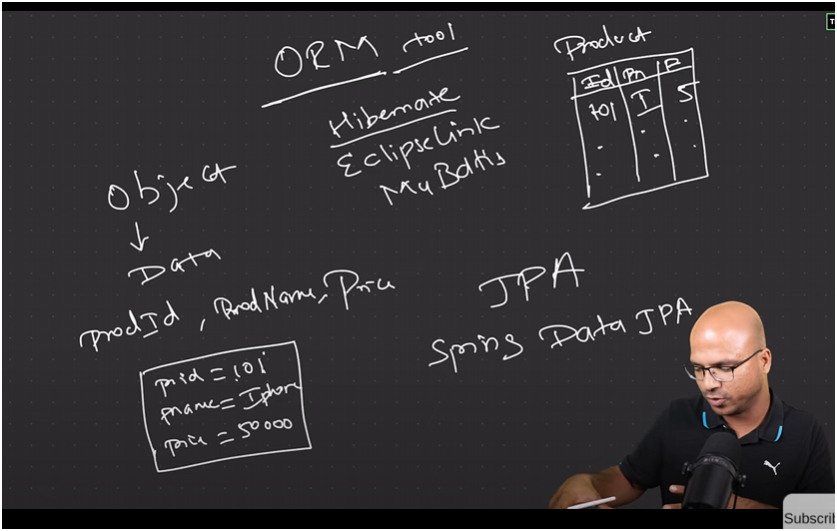 ORM tool
Hibernate
EclipseLink
MyBatis
Product
Id Pn P
101 I 5
Object
Data
ProdId, ProdName, Price
prid = 101
pname = Iphone
price = 50000
JPA
Spring Data JPA
Subscri